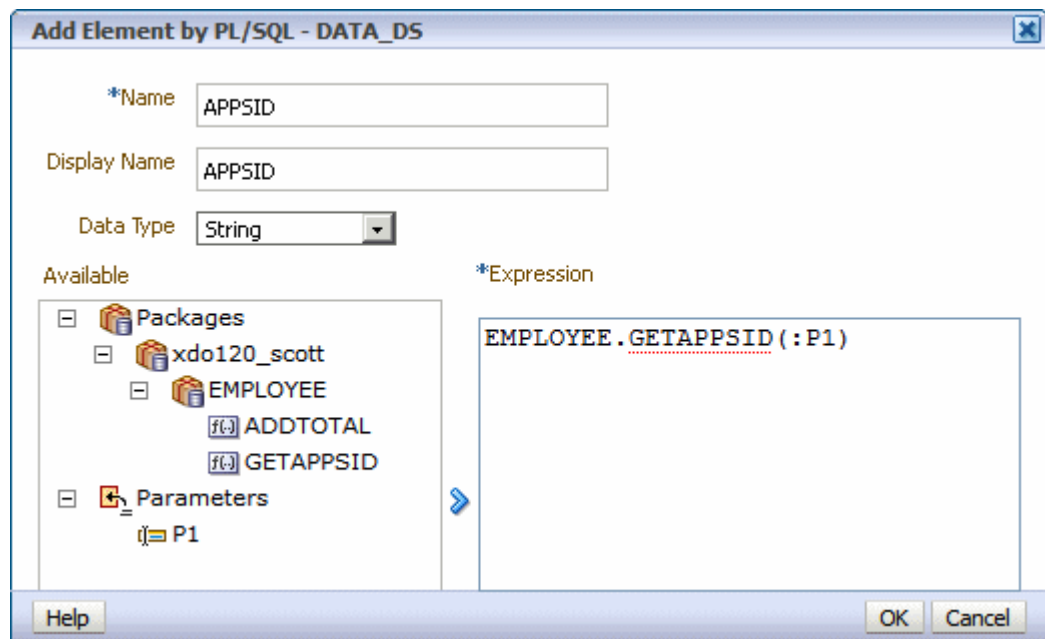 Add Element by PL/SQL - DATA_DS
*Name
APPSID
Display Name
APPSID
Data Type
String
Available
Packages
xdo120_scott
EMPLOYEE
f(.) ADDTOTAL
f(.) GETAPPSID
Parameters
P1
*Expression
EMPLOYEE.GETAPPSID(:P1)
Help
OK
Cancel